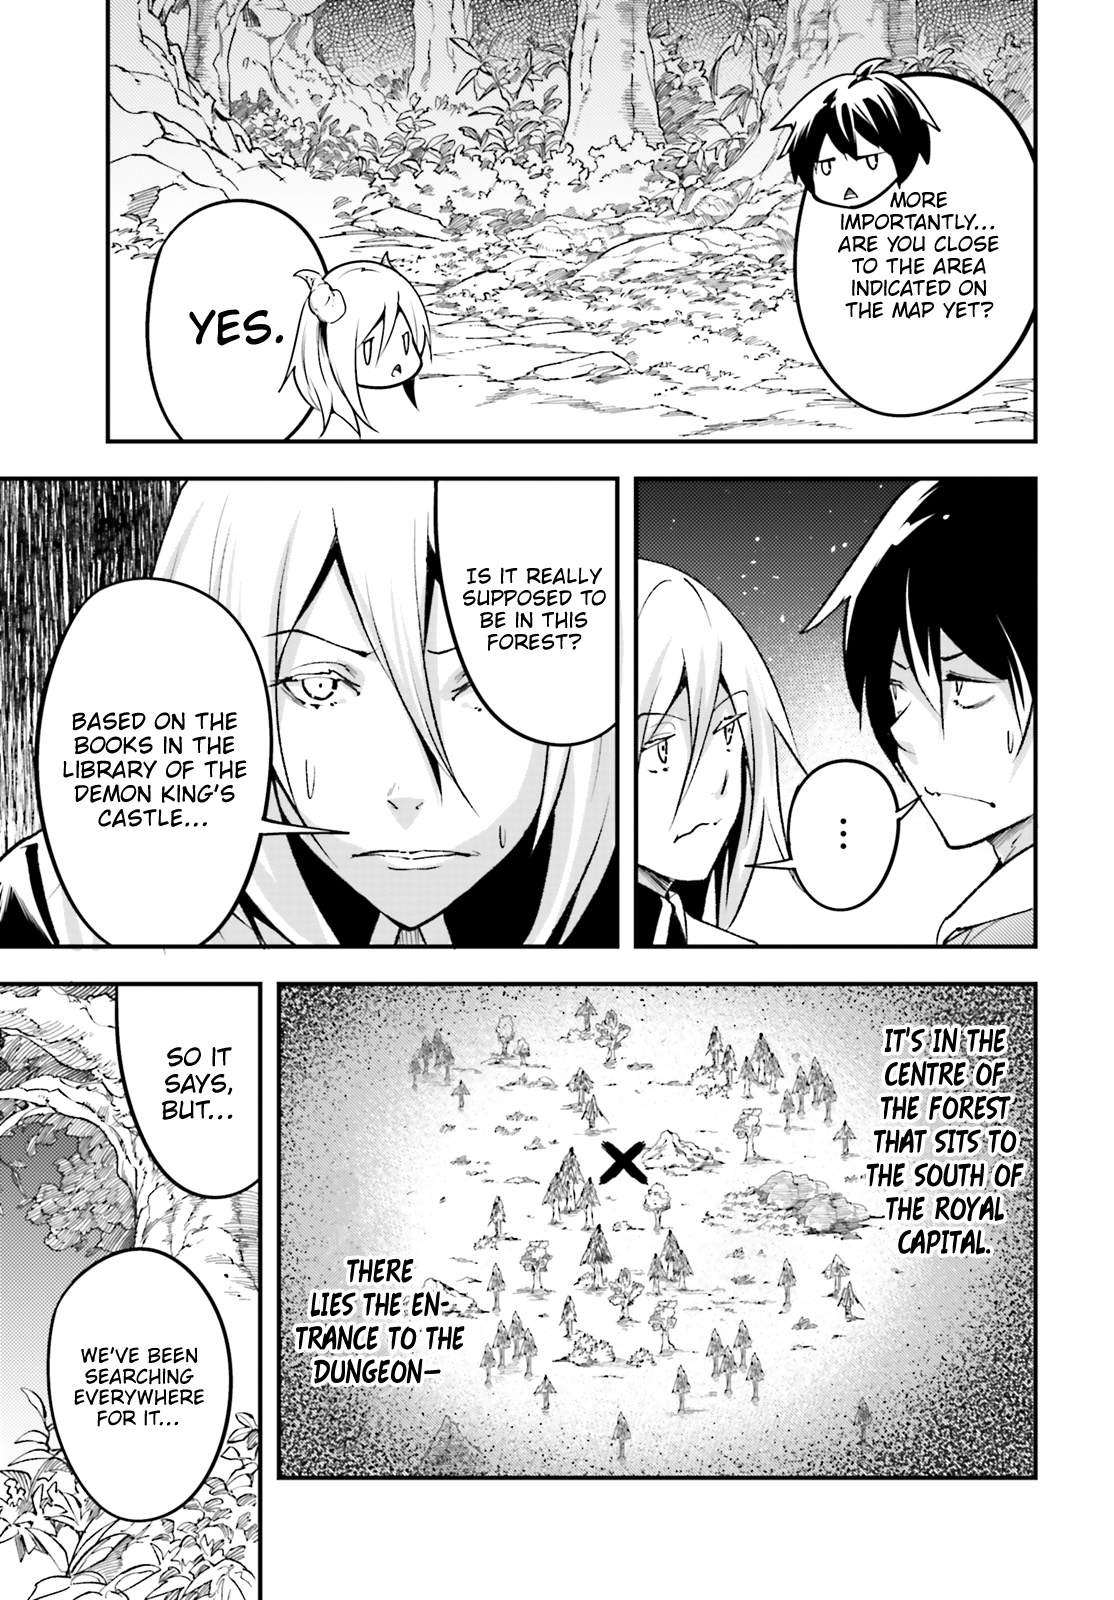 MORE
IMPORTANTLY...
ARE YOU CLOSE
TO THE AREA
INDICATED ON
THE MAP YET?
YES.
...
IS IT REALLY
SUPPOSED TO
BE IN THIS
FOREST?
BASED ON THE
BOOKS IN THE
LIBRARY OF THE
DEMON KING'S
CASTLE...
IT'S IN THE
CENTRE OF
THE FOREST
THAT SITS TO
THE SOUTH OF
THE ROYAL
CAPITAL.
THERE
LIES THE EN-
TRANCE TO THE
DUNGEON—
SO IT
SAYS,
BUT...
WE'VE BEEN
SEARCHING
EVERYWHERE
FOR IT...